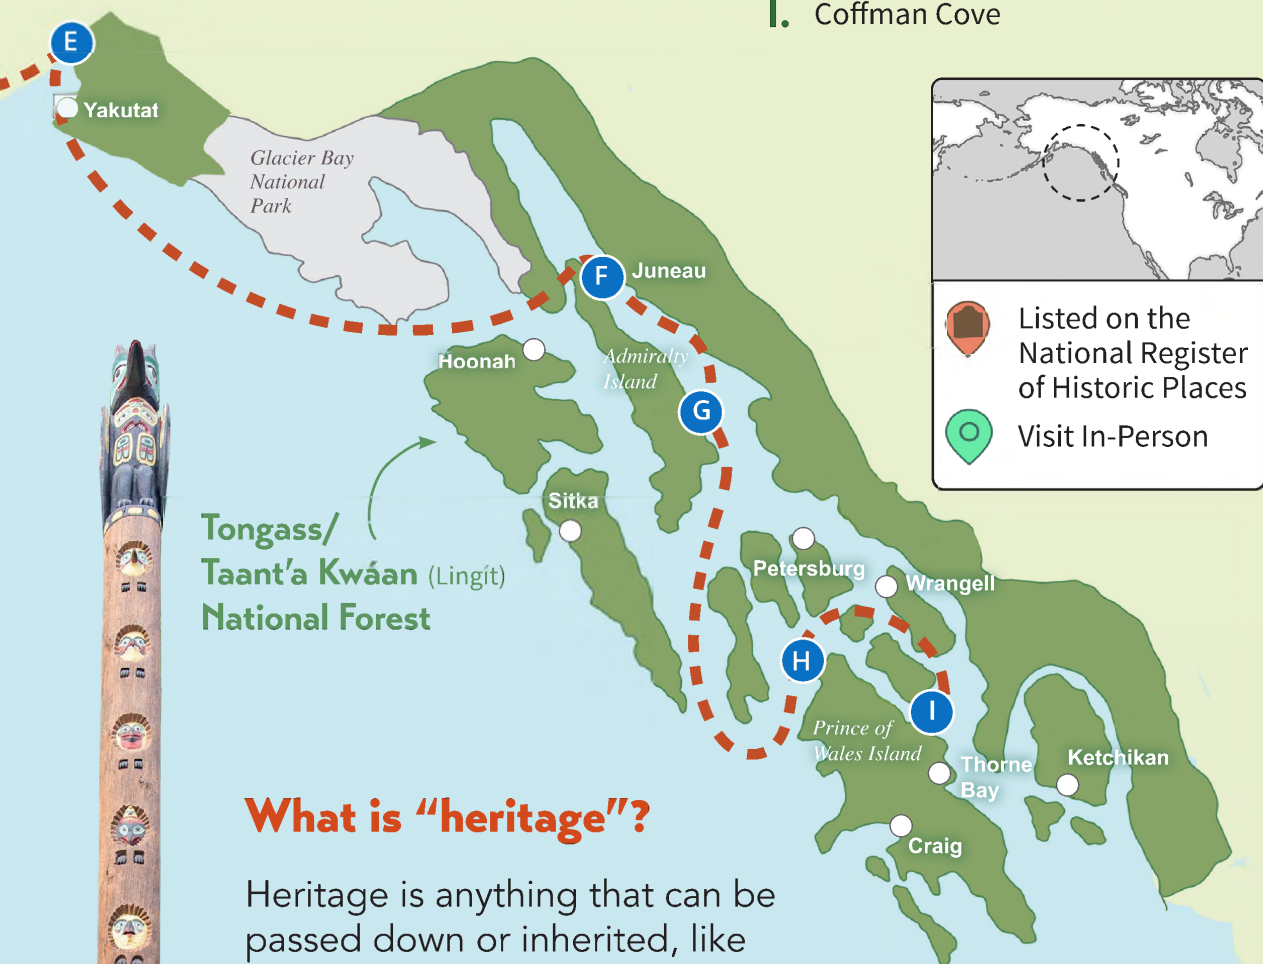 I. Coffman Cove
E
Yakutat
Glacier Bay
National
Park
F
Juneau
Hoonah
Admiralty
Island
G
Listed on the
National Register
of Historic Places
Visit In-Person
Sitka
Tongass/
Taant’a Kwáan (Lingít)
National Forest
Petersburg
Wrangell
H
I
Prince of
Wales Island
Thorne
Bay
Ketchikan
Craig
What is “heritage”?
Heritage is anything that can be
passed down or inherited, like